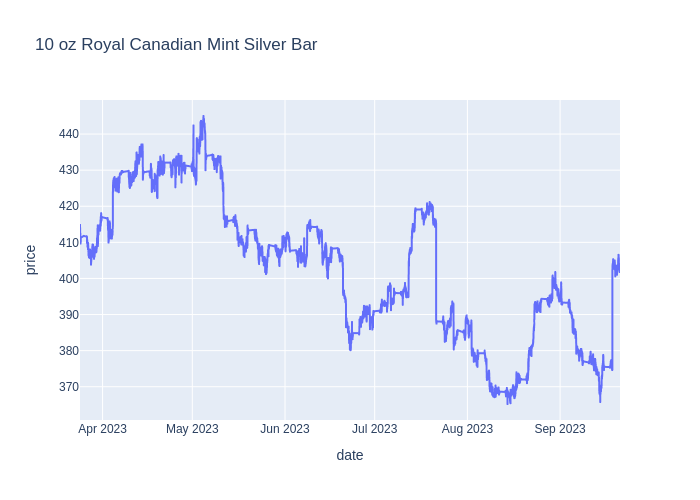 10 oz Royal Canadian Mint Silver Bar
440
430
420
410
400
390
380
370
price
Apr 2023 May 2023 Jun 2023 Jul 2023 Aug 2023 Sep 2023
date